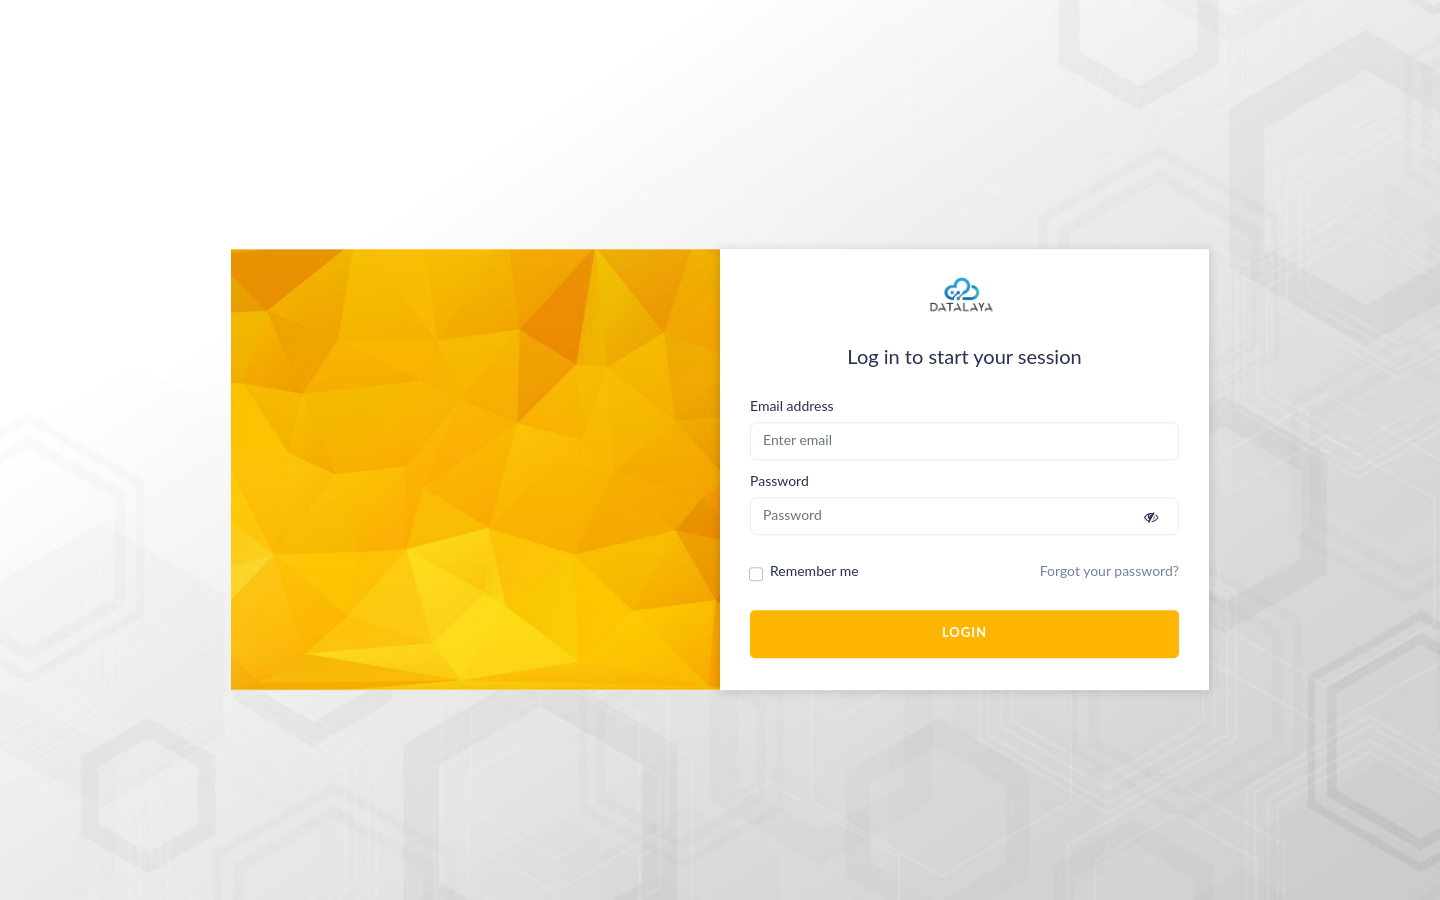 DATALAYA
Log in to start your session
Email address
Enter email
Password
Password
Remember me
Forgot your password?
LOGIN